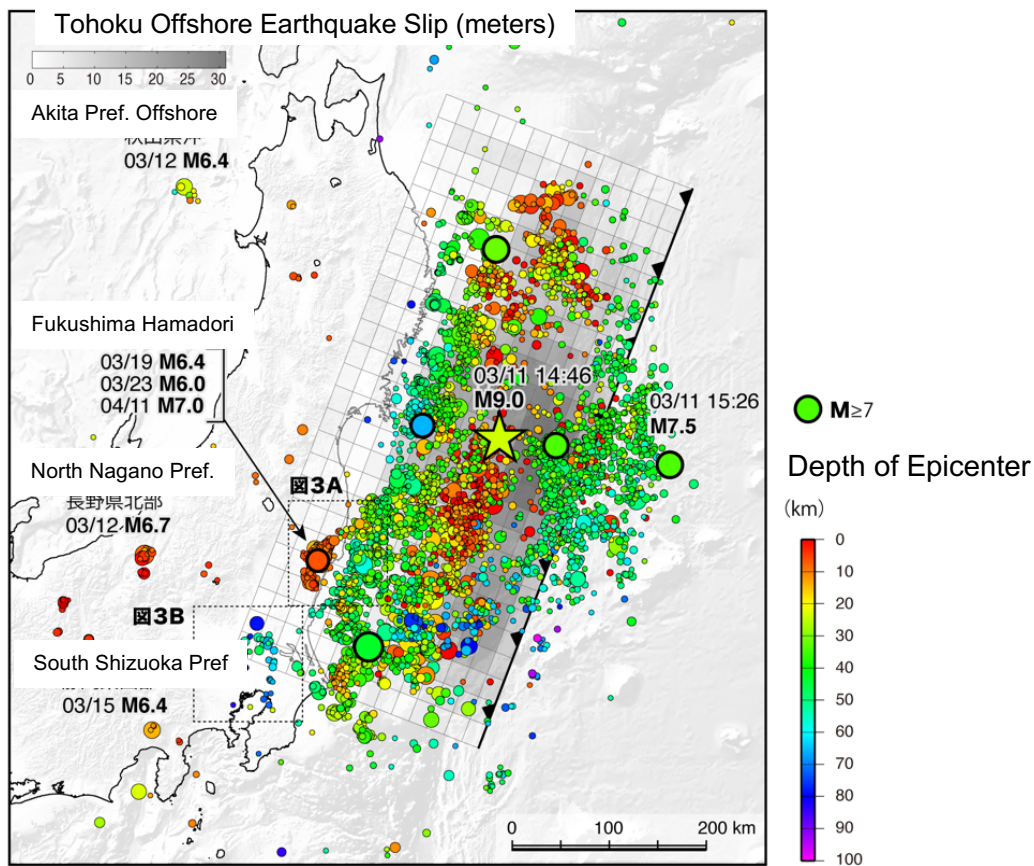 Tohoku Offshore Earthquake Slip (meters)
0 5 10 15 20 25 30
Akita Pref. Offshore
秋田県沖
03/12 M6.4
Fukushima Hamadori
03/19 M6.4
03/23 M6.0
04/11 M7.0
North Nagano Pref.
長野県北部
03/12 M6.7
South Shizuoka Pref
03/15 M6.4
図3A
図3B
03/11 14:46
M9.0
03/11 15:26
M7.5
M≥7
Depth of Epicenter
(km)
0
10
20
30
40
50
60
70
80
90
100
0 100 200 km